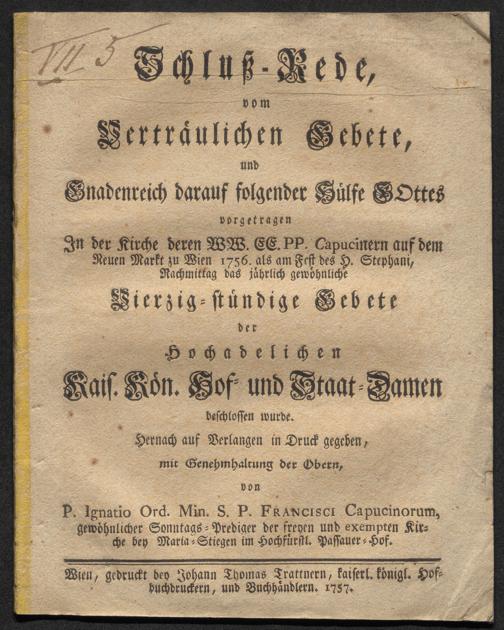 VII 5
Schluß-Rede,
vom
Verträulichen Gebete,
und
Gnadenreich darauf folgender Hülfe GOttes
vorgetragen
In der Kirche deren WW. EE. PP. Capucinern auf dem
Neuen Markt zu Wien 1756. als am Fest des H. Stephani,
Nachmittag das jährlich gewöhnliche
Vierzig-stündige Gebete
der
Hochadelichen
Kais. Kön. Hof- und Staat-Damen
beschlossen wurde.
Hernach auf Verlangen in Druck gegeben,
mit Genehmhaltung der Obern,
von
P. Ignatio Ord. Min. S. P. FRANCISCI Capucinorum,
gewöhnlicher Sonntags-Prediger der freyen und exempten Kir-
che bey Maria-Stiegen im Hochfürstl. Passauer-Hof.
Wien, gedruckt bey Johann Thomas Trattnern, kaiserl. königl. Hof-
buchdruckern, und Buchhändlern. 1757.